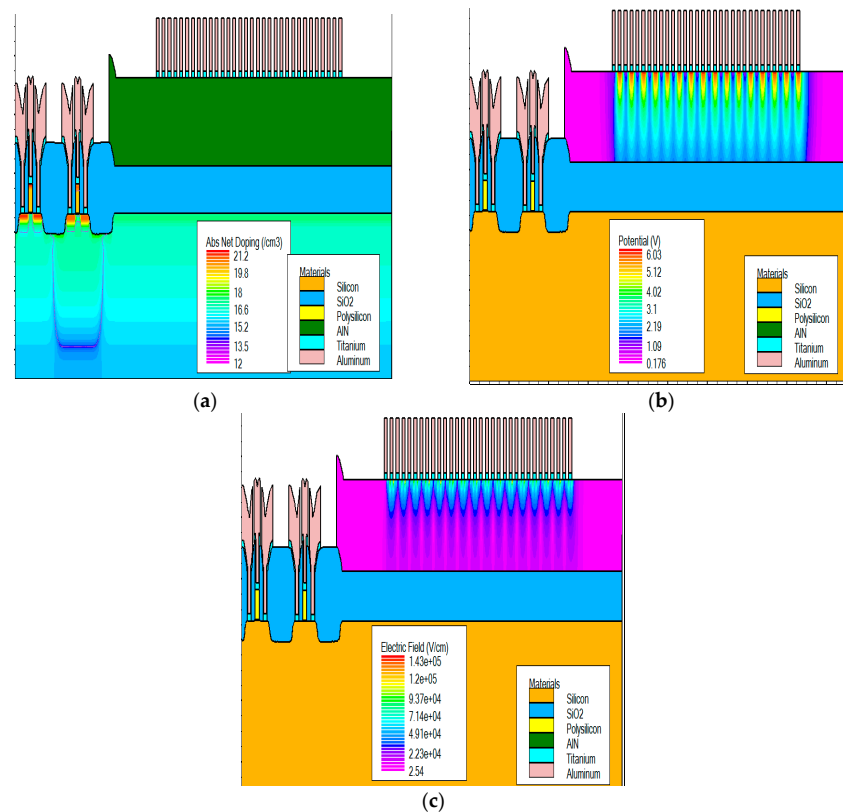 Abs Net Doping (/cm3)
21.2
19.8
18
16.6
15.2
13.5
12
Materials
Silicon
SiO2
Polysilicon
AlN
Titanium
Aluminum
(a)
Potential (V)
6.03
5.12
4.02
3.1
2.19
1.09
0.176
Materials
Silicon
SiO2
Polysilicon
AlN
Titanium
Aluminum
(b)
Electric Field (V/cm)
1.43e+05
1.2e+05
9.37e+04
7.14e+04
4.91e+04
2.23e+04
2.54
Materials
Silicon
SiO2
Polysilicon
AlN
Titanium
Aluminum
(c)